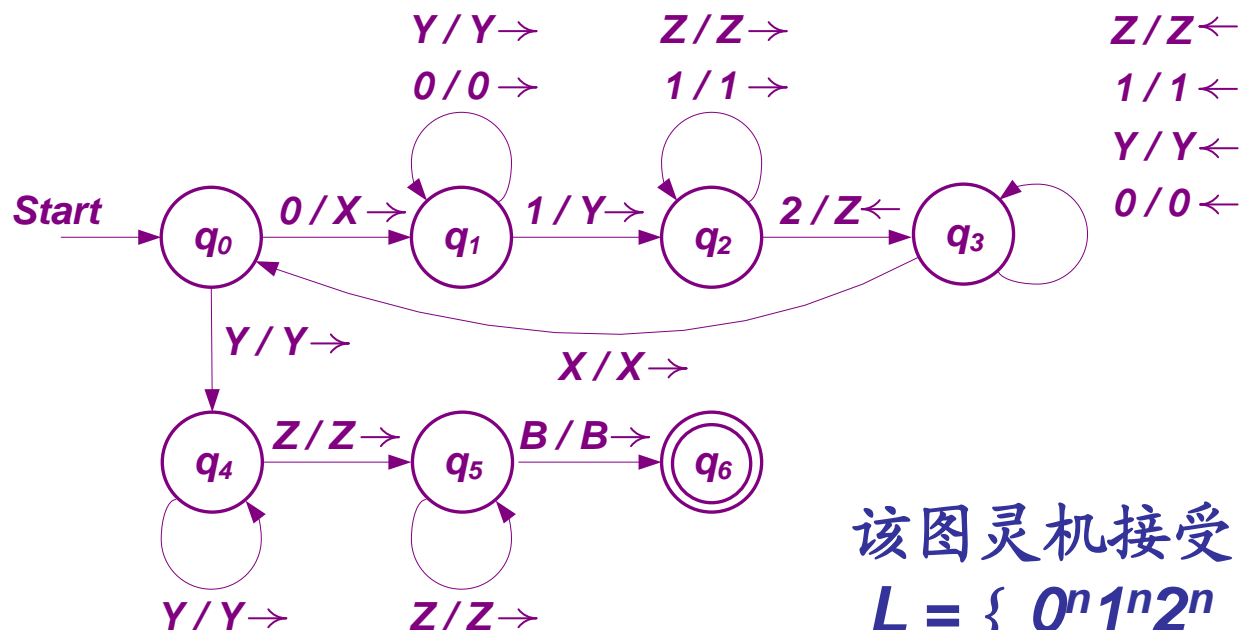 Y / Y→ Z / Z→ Z / Z←
0 / 0→ 1 / 1→ 1 / 1←
Y / Y←
Start 0 / X→ 1 / Y→ 2 / Z← 0 / 0←
q0 q1 q2 q3
Y / Y→
X / X→
Z / Z→ B / B→
q4 q5 q6
该图灵机接受
Y / Y→ Z / Z→ L = { 0ⁿ1ⁿ2ⁿ